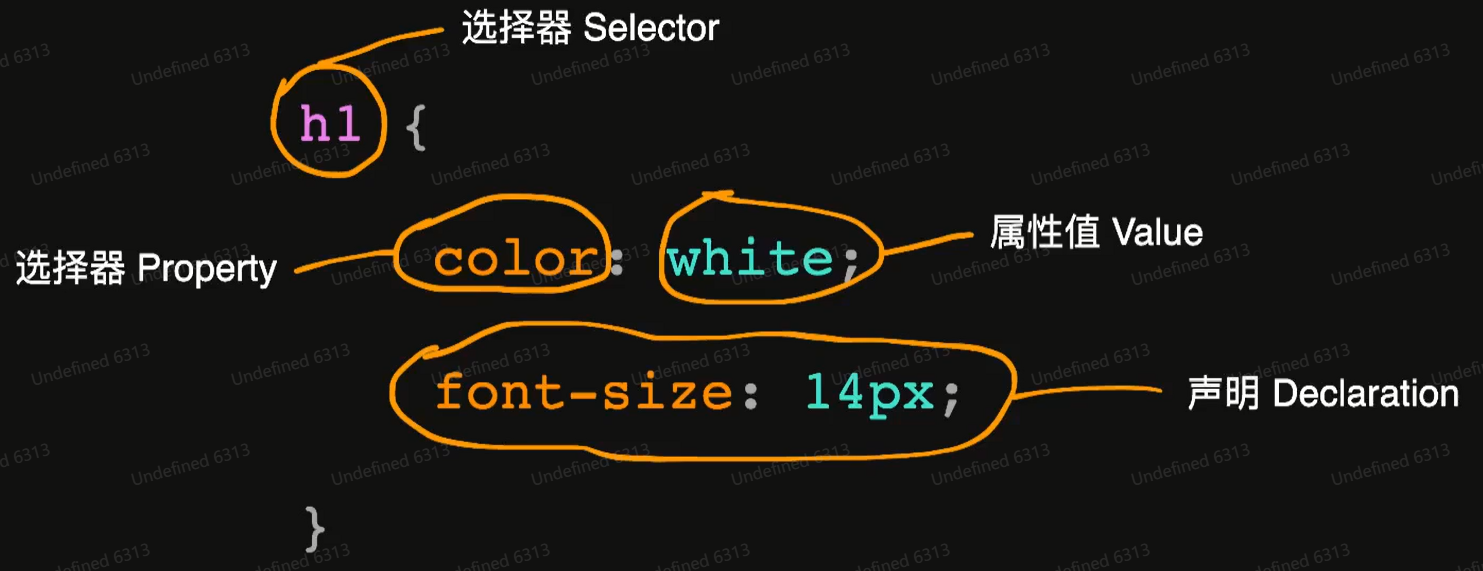 选择器 Selector
h1 {
color: white;
属性值 Value
选择器 Property
font-size: 14px;
声明 Declaration
}
Undefined 6313